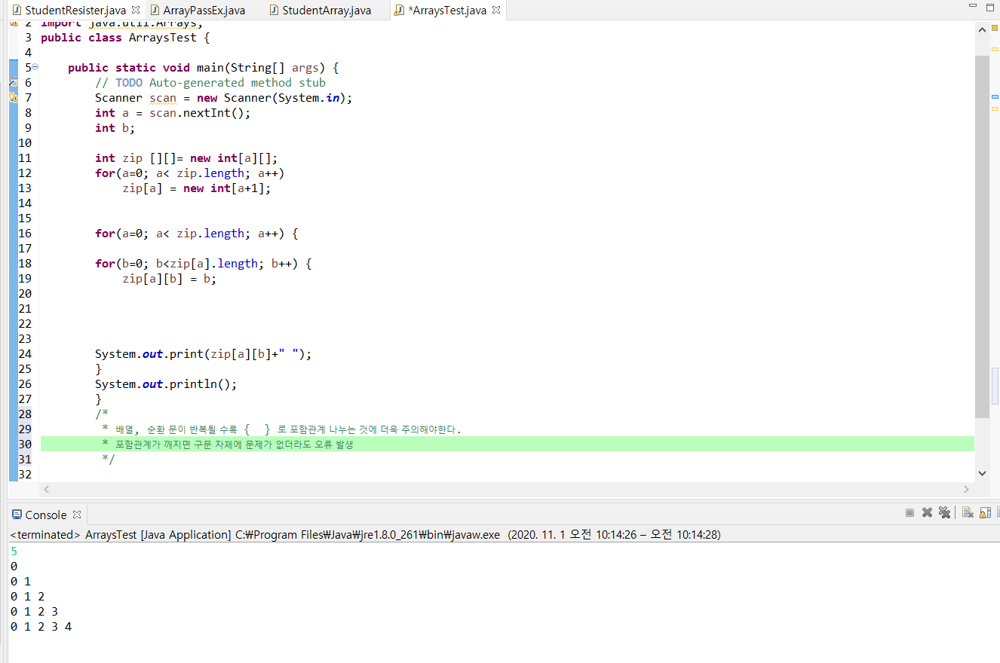 StudentResister.java ArrayPassEx.java StudentArray.java *ArraysTest.java
2 import java.util.Arrays;
3 public class ArraysTest {
4
5 public static void main(String[] args) {
6 // TODO Auto-generated method stub
7 Scanner scan = new Scanner(System.in);
8 int a = scan.nextInt();
9 int b;
10
11 int zip [][]= new int[a][];
12 for(a=0; a< zip.length; a++)
13 zip[a] = new int[a+1];
14
15
16 for(a=0; a< zip.length; a++) {
17
18 for(b=0; b<zip[a].length; b++) {
19 zip[a][b] = b;
20
21
22
23
24 System.out.print(zip[a][b]+" ");
25 }
26 System.out.println();
27 }
28 /*
29 * 배열, 순환 문이 반복될 수록 {  } 로 포함관계 나누는 것에 더욱 주의해야한다.
30 * 포함관계가 깨지면 구문 자체에 문제가 없더라도 오류 발생
31 */
32
Console
<terminated> ArraysTest [Java Application] C:₩Program Files₩Java₩jre1.8.0_261₩bin₩javaw.exe (2020. 11. 1 오전 10:14:26 – 오전 10:14:28)
5
0
0 1
0 1 2
0 1 2 3
0 1 2 3 4